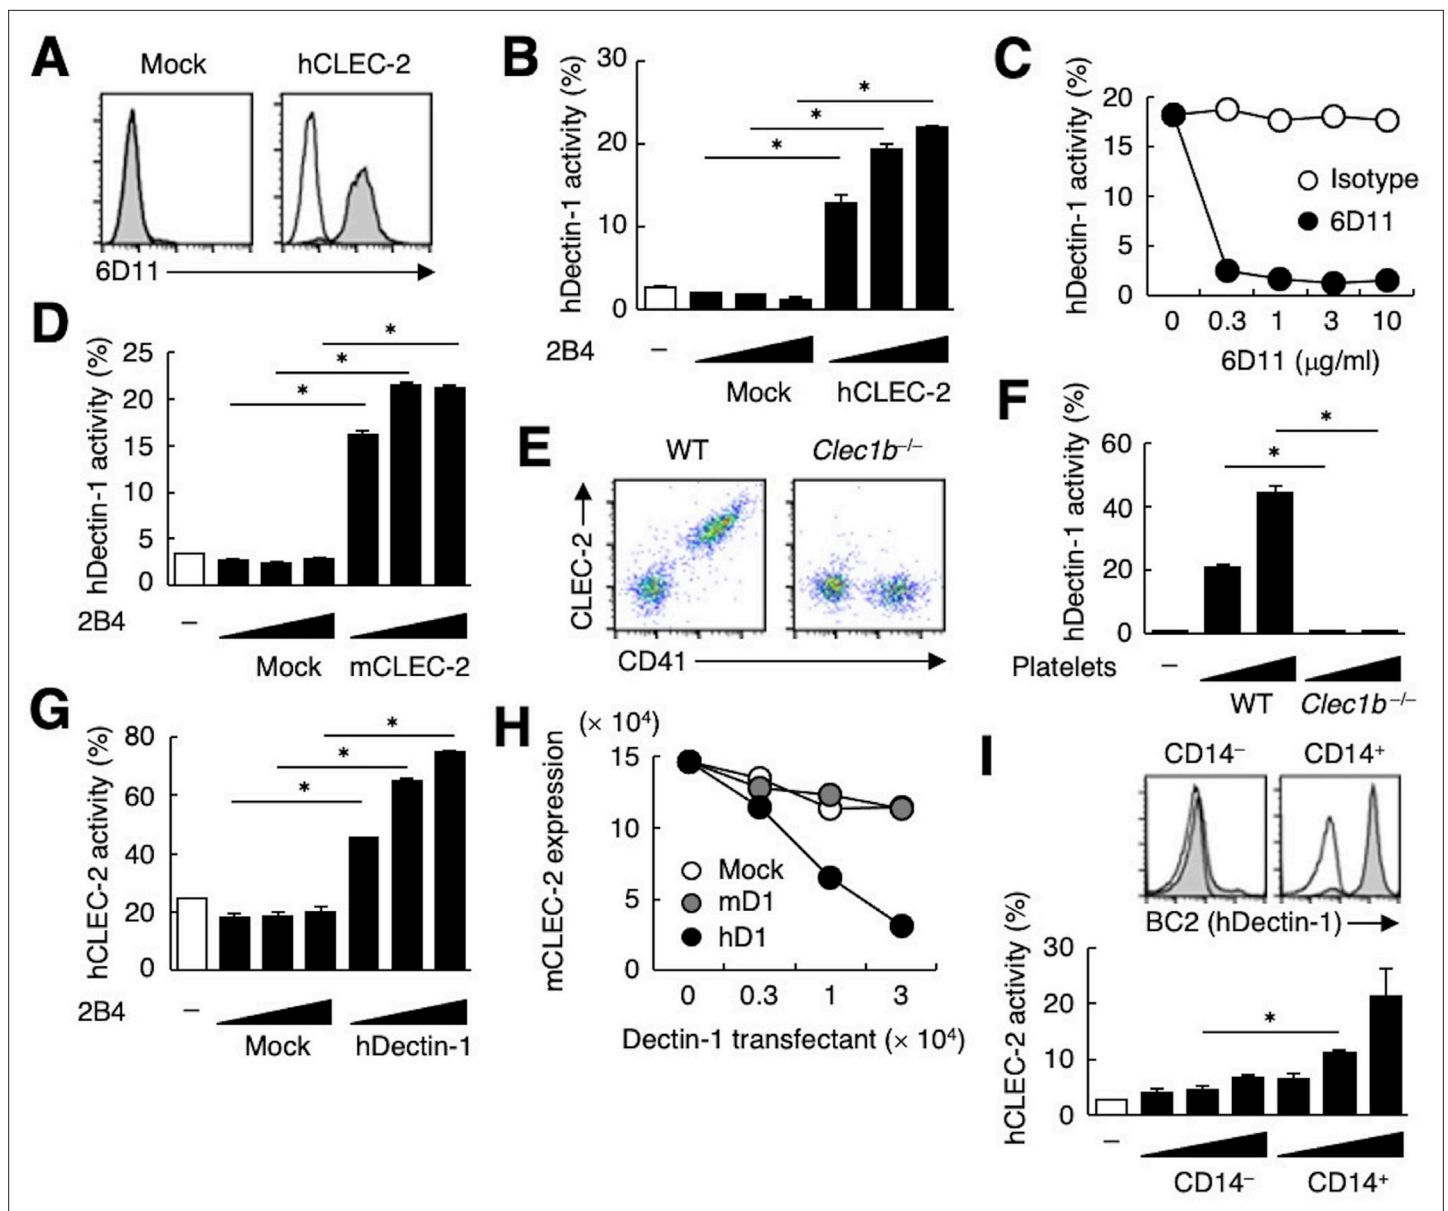 A
Mock
hCLEC-2
6D11
B
hDectin-1 activity (%)
30
20
10
0
*
*
*
2B4
–
Mock
hCLEC-2
C
hDectin-1 activity (%)
20
15
10
5
0
Isotype
6D11
0
0.3
1
3
10
6D11 (μg/ml)
D
hDectin-1 activity (%)
25
20
15
10
5
0
*
*
*
2B4
–
Mock
mCLEC-2
E
WT
Clec1b–/–
CLEC-2
CD41
F
hDectin-1 activity (%)
60
40
20
0
*
*
Platelets
–
WT
Clec1b–/–
G
hCLEC-2 activity (%)
80
60
40
20
0
*
*
*
2B4
–
Mock
hDectin-1
H
(× 10⁴)
mCLEC-2 expression
15
10
5
0
Mock
mD1
hD1
0
0.3
1
3
Dectin-1 transfectant (× 10⁴)
I
CD14⁻
CD14⁺
BC2 (hDectin-1)
hCLEC-2 activity (%)
30
20
10
0
*
–
CD14⁻
CD14⁺